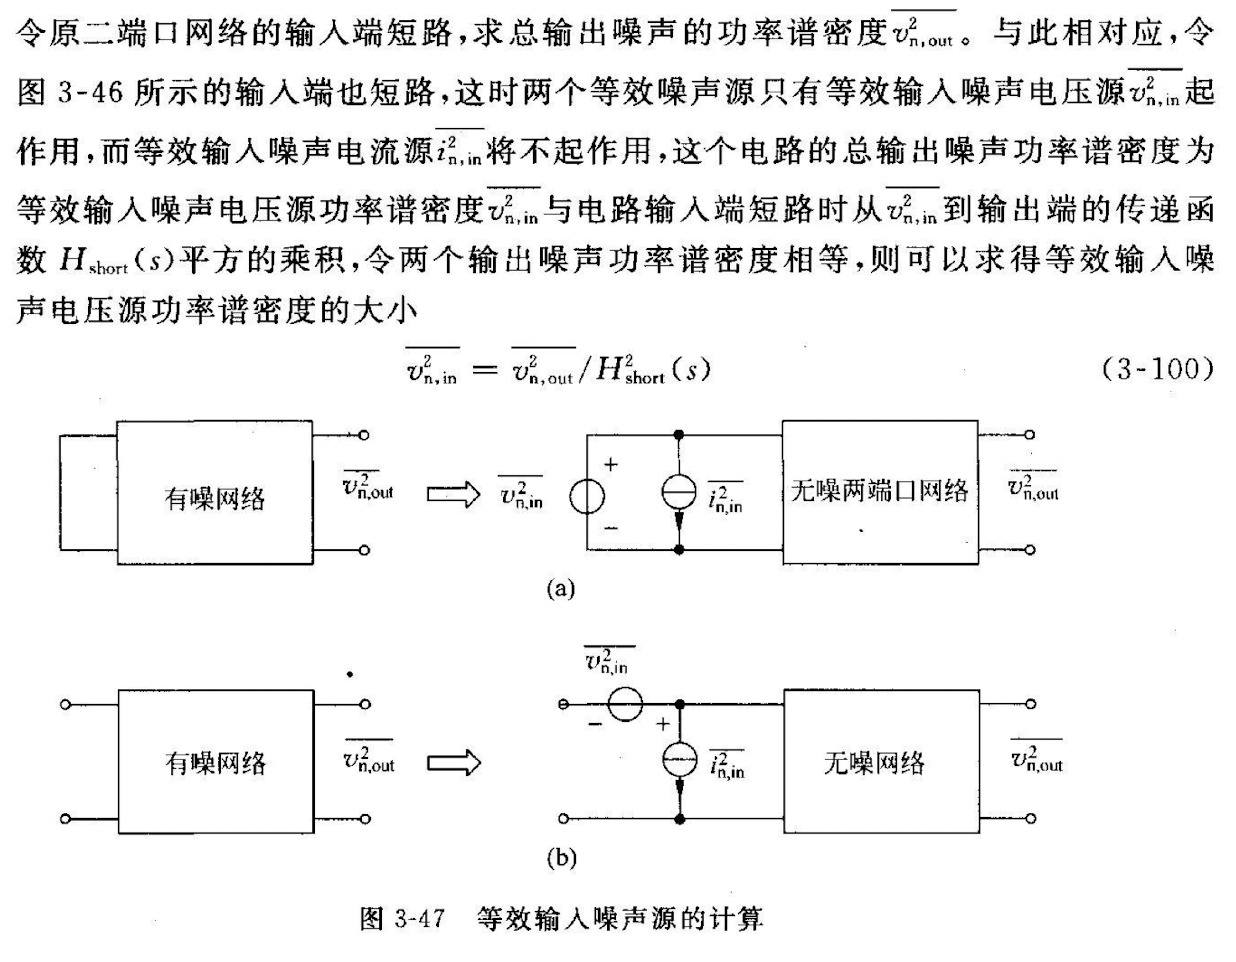 令原二端口网络的输入端短路,求总输出噪声的功率谱密度$\overline{v_{n,out}^2}$。与此相对应,令
图 3-46 所示的输入端也短路,这时两个等效噪声源只有等效输入噪声电压源$\overline{v_{n,in}^2}$起
作用,而等效输入噪声电流源$\overline{i_{n,in}^2}$将不起作用,这个电路的总输出噪声功率谱密度为
等效输入噪声电压源功率谱密度$\overline{v_{n,in}^2}$与电路输入端短路时从$\overline{v_{n,in}^2}$到输出端的传递函
数 $H_{short}(s)$平方的乘积,令两个输出噪声功率谱密度相等,则可以求得等效输入噪
声电压源功率谱密度的大小
$\overline{v_{n,in}^2} = \overline{v_{n,out}^2} / H_{short}^2(s)$ (3-100)
有噪网络 $\overline{v_{n,out}^2}$ $\overline{v_{n,in}^2}$ + − $\overline{i_{n,in}^2}$ 无噪两端口网络 $\overline{v_{n,out}^2}$
(a)
$\overline{v_{n,in}^2}$
− +
有噪网络 $\overline{v_{n,out}^2}$ $\overline{i_{n,in}^2}$ 无噪网络 $\overline{v_{n,out}^2}$
(b)
图 3-47 等效输入噪声源的计算